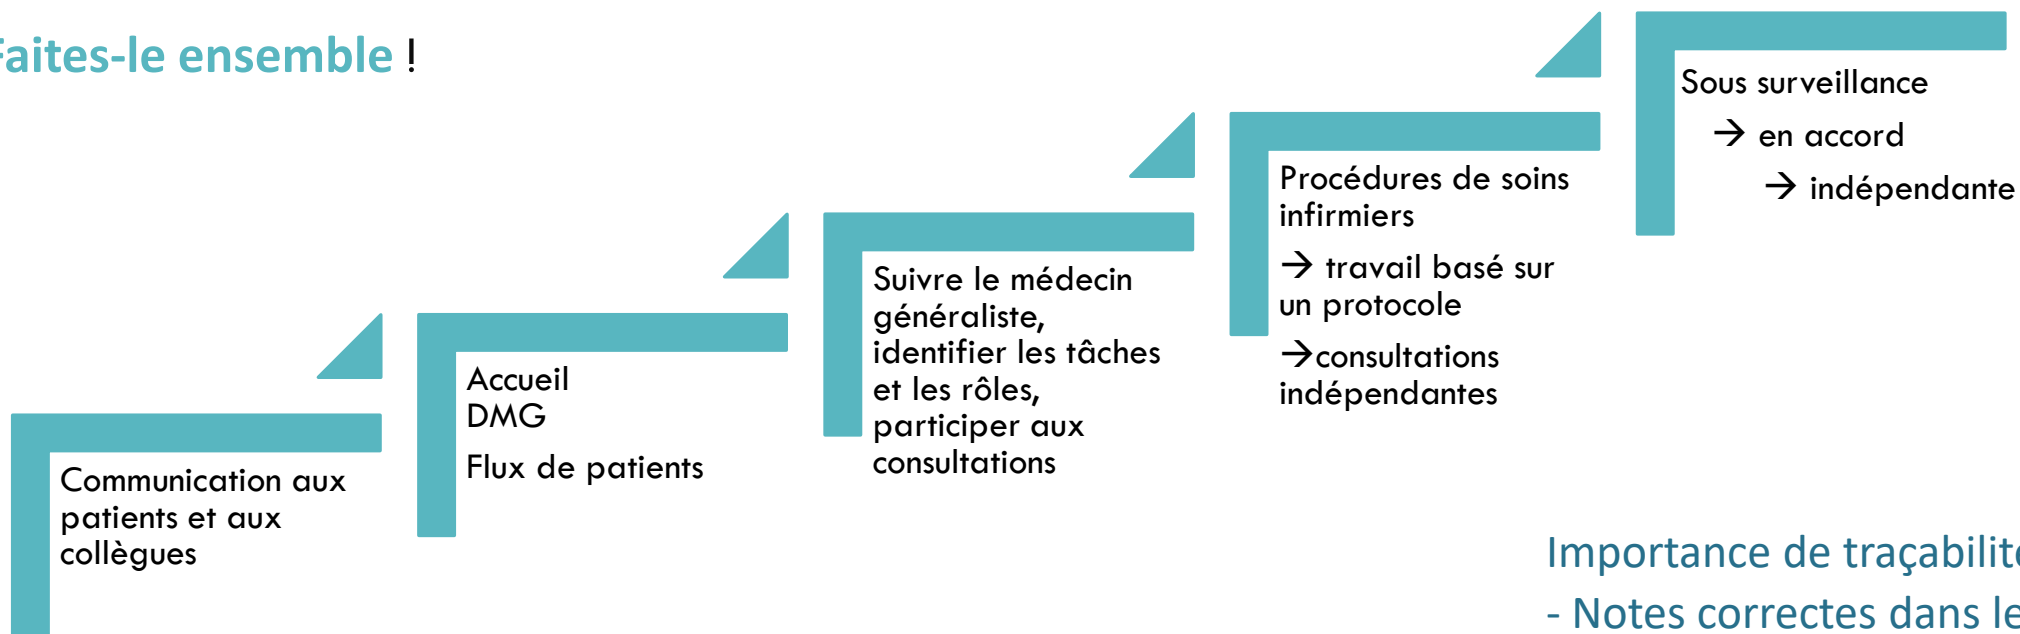 Faites-le ensemble !
Communication aux
patients et aux
collègues
Accueil
DMG
Flux de patients
Suivre le médecin
généraliste,
identifier les tâches
et les rôles,
participer aux
consultations
Procédures de soins
infirmiers
→ travail basé sur
un protocole
→consultations
indépendantes
Sous surveillance
→ en accord
→ indépendante
Importance de traçabilité
- Notes correctes dans le